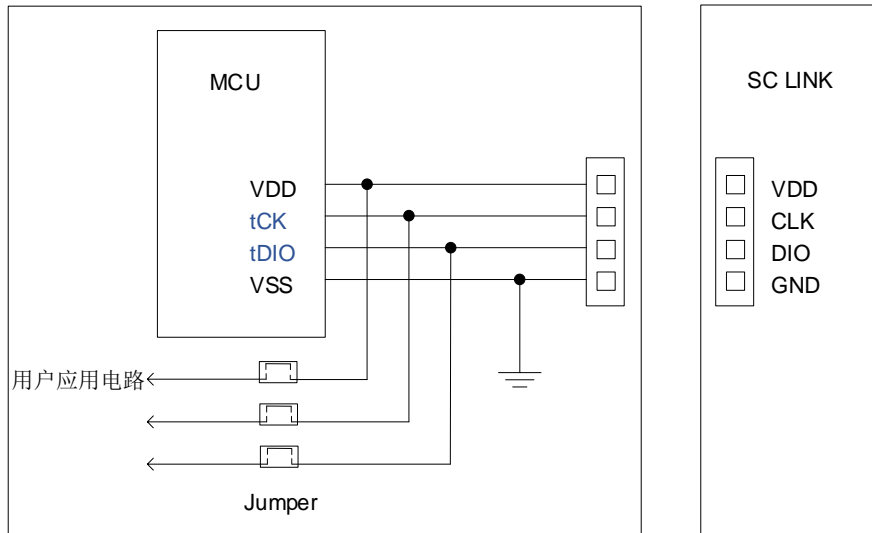 MCU
SC LINK
VDD
tCK
tDIO
VSS
VDD
CLK
DIO
GND
用户应用电路
Jumper